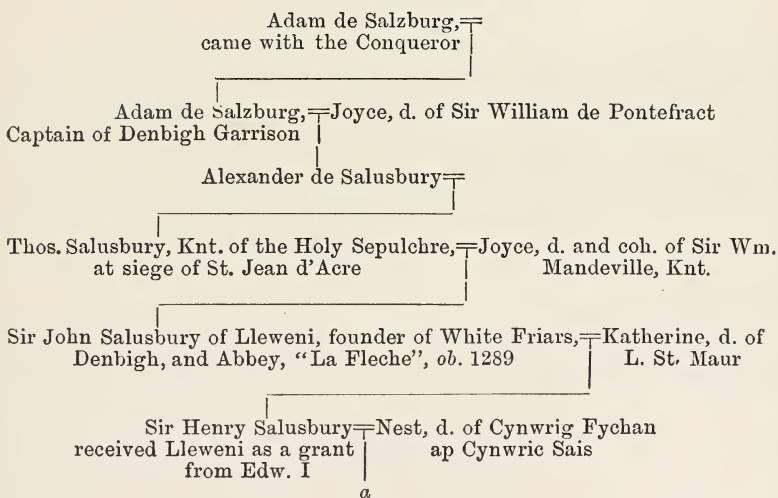 Adam de Salzburg,
came with the Conqueror
Adam de Salzburg, Joyce, d. of Sir William de Pontefract
Captain of Denbigh Garrison
Alexander de Salusbury
Thos. Salusbury, Knt. of the Holy Sepulchre, Joyce, d. and coh. of Sir Wm.
at siege of St. Jean d'Acre Mandeville, Knt.
Sir John Salusbury of Lleweni, founder of White Friars, Katherine, d. of
Denbigh, and Abbey, "La Fleche", ob. 1289 L. St. Maur
Sir Henry Salusbury Nest, d. of Cynwrig Fychan
received Lleweni as a grant ap Cynwric Sais
from Edw. I
a